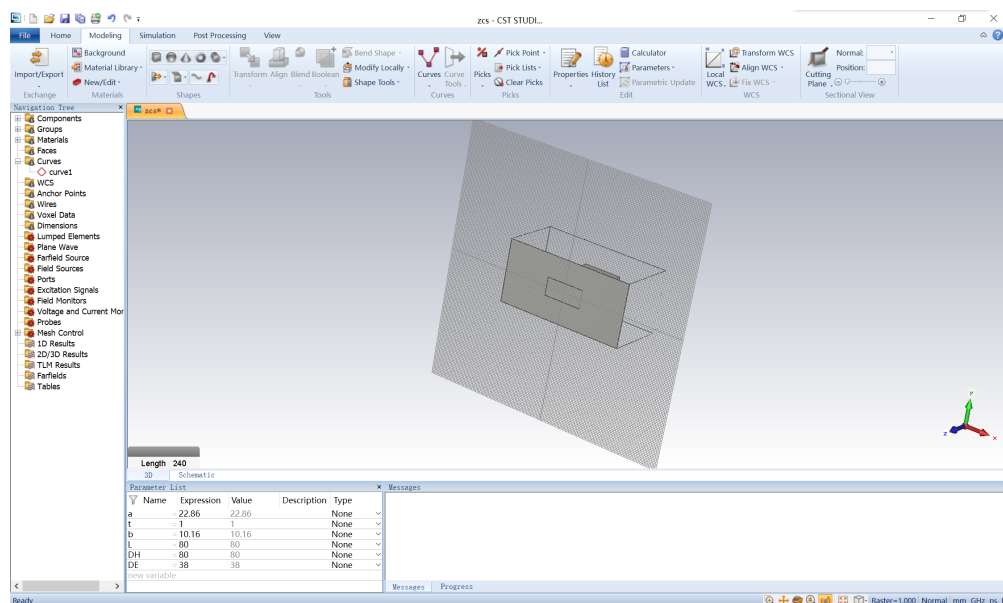 zcs - CST STUDI...
File Home Modeling Simulation Post Processing View
Import/Export
Exchange
Background
Material Library
New/Edit
Materials
Shapes
Transform Align Blend Boolean
Bend Shape
Modify Locally
Shape Tools
Tools
Curves Curve Tools
Curves
Picks
Pick Point
Pick Lists
Clear Picks
Picks
Properties History List
Calculator
Parameters
Parametric Update
Edit
Local WCS
Transform WCS
Align WCS
Fix WCS
WCS
Cutting Plane
Normal:
Position:
Sectional View
Navigation Tree
zcs*
Components
Groups
Materials
Faces
Curves
curve1
WCS
Anchor Points
Wires
Voxel Data
Dimensions
Lumped Elements
Plane Wave
Farfield Source
Field Sources
Ports
Excitation Signals
Field Monitors
Voltage and Current Mor
Probes
Mesh Control
1D Results
2D/3D Results
TLM Results
Farfields
Tables
y
z
x
Length 240
3D Schematic
Parameter List
Name Expression Value Description Type
a = 22.86 22.86 None
t = 1 1 None
b = 10.16 10.16 None
L = 80 80 None
DH = 80 80 None
DE = 38 38 None
new variable
Messages
Messages Progress
Ready
Raster=1.000 Normal mm GHz ns